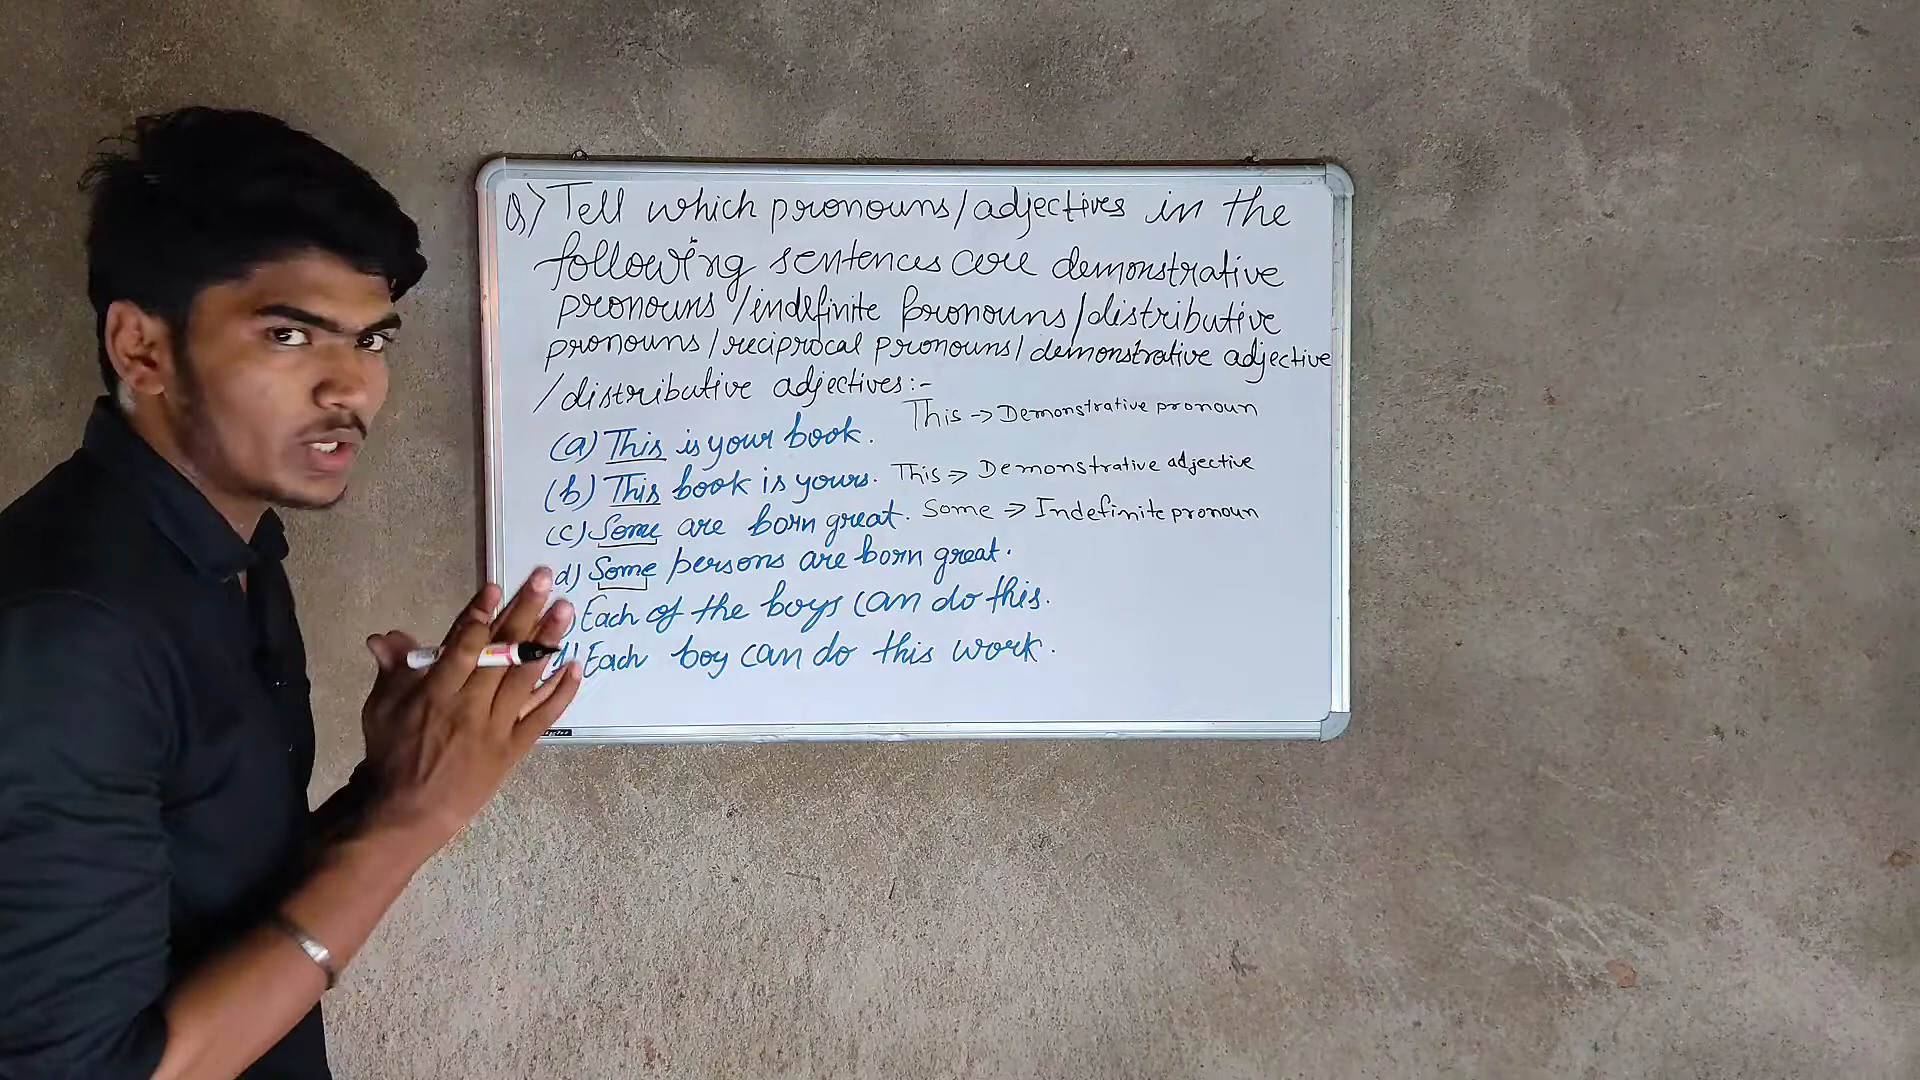 Q) Tell which pronouns/adjectives in the
following sentences are demonstrative
pronouns/indefinite pronouns/distributive
pronouns/reciprocal pronouns/demonstrative adjective
/distributive adjectives:-
(a) This is your book. This → Demonstrative pronoun
(b) This book is yours. This → Demonstrative adjective
(c) Some are born great. Some → Indefinite pronoun
d) Some persons are born great.
) Each of the boys can do this.
Each boy can do this work.